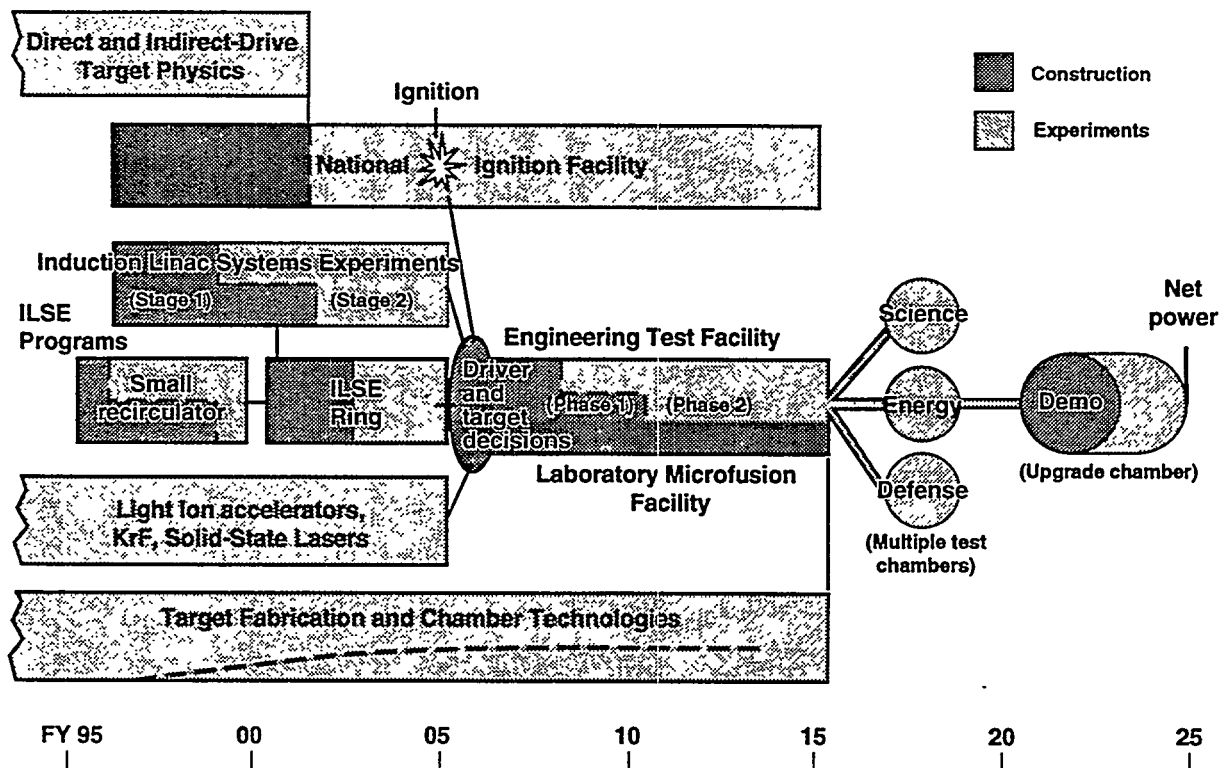 Direct and Indirect-Drive
Target Physics
Construction
Experiments
Ignition
National Ignition Facility
Induction Linac Systems Experiments
(Stage 1) (Stage 2)
ILSE
Programs
Small
recirculator
ILSE
Ring
Driver
and
target
decisions
Engineering Test Facility
(Phase 1) (Phase 2)
Laboratory Microfusion
Facility
Light Ion accelerators,
KrF, Solid-State Lasers
Target Fabrication and Chamber Technologies
Science
Energy
Defense
(Multiple test
chambers)
Demo
(Upgrade chamber)
Net
power
FY 95 00 05 10 15 20 25